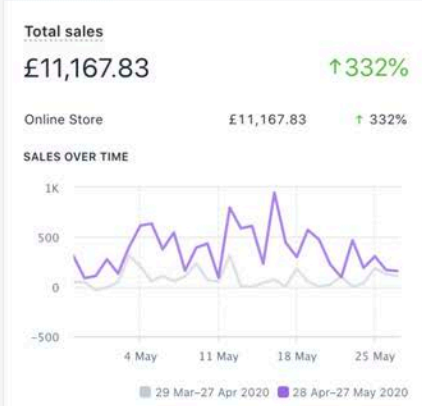 Total sales
£11,167.83 ↑332%
Online Store £11,167.83 ↑ 332%
SALES OVER TIME
1K
500
0
-500
4 May 11 May 18 May 25 May
29 Mar–27 Apr 2020 28 Apr–27 May 2020